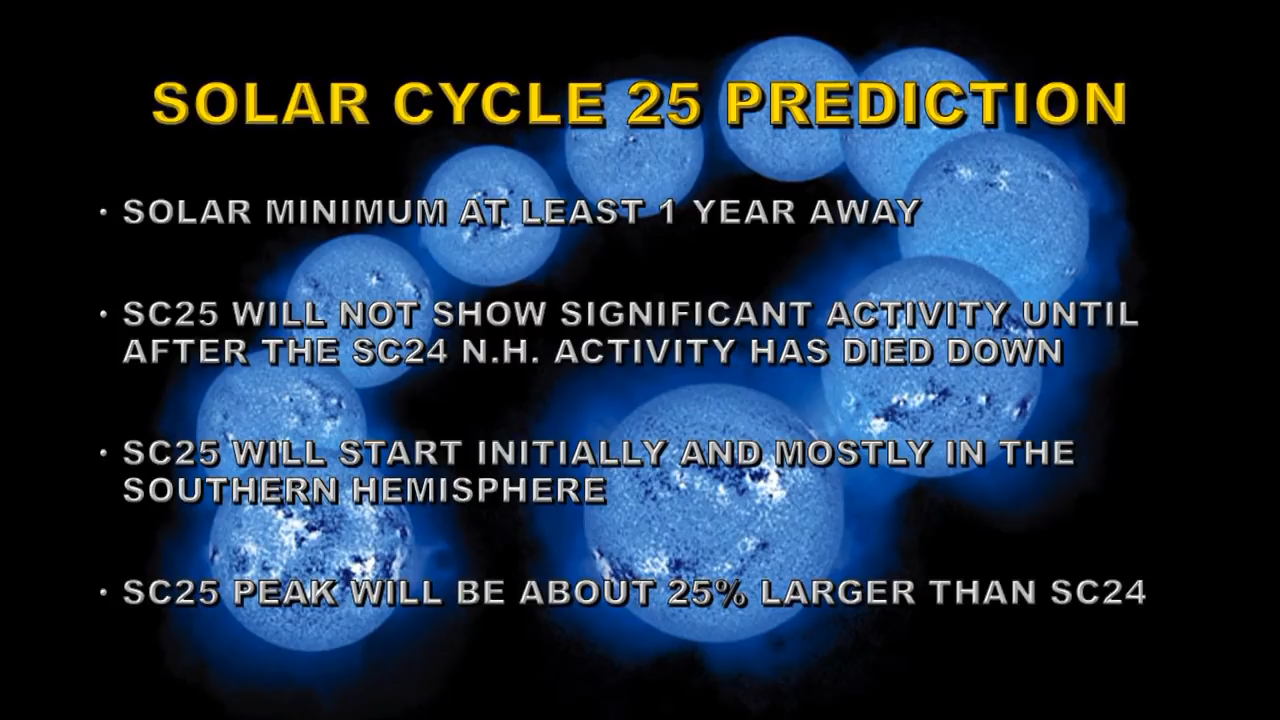 SOLAR CYCLE 25 PREDICTION
• SOLAR MINIMUM AT LEAST 1 YEAR AWAY
• SC25 WILL NOT SHOW SIGNIFICANT ACTIVITY UNTIL
AFTER THE SC24 N.H. ACTIVITY HAS DIED DOWN
• SC25 WILL START INITIALLY AND MOSTLY IN THE
SOUTHERN HEMISPHERE
• SC25 PEAK WILL BE ABOUT 25% LARGER THAN SC24